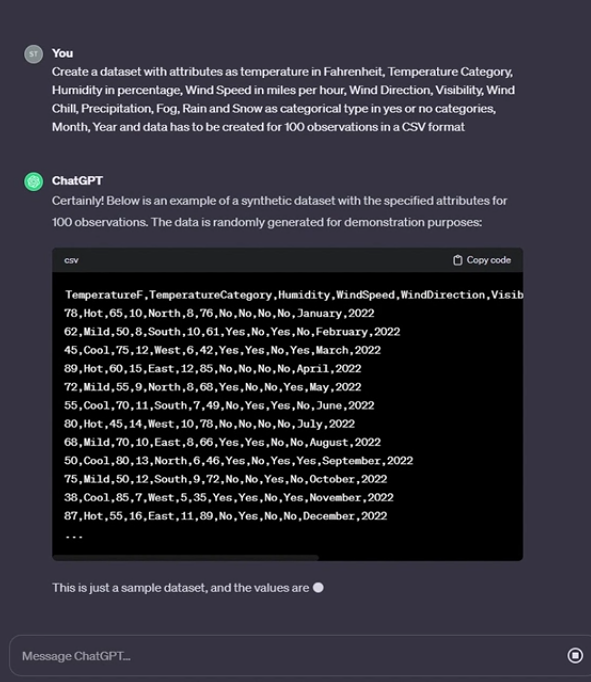 ST
You
Create a dataset with attributes as temperature in Fahrenheit, Temperature Category,
Humidity in percentage, Wind Speed in miles per hour, Wind Direction, Visibility, Wind
Chill, Precipitation, Fog, Rain and Snow as categorical type in yes or no categories,
Month, Year and data has to be created for 100 observations in a CSV format
ChatGPT
Certainly! Below is an example of a synthetic dataset with the specified attributes for
100 observations. The data is randomly generated for demonstration purposes:
csv
Copy code
TemperatureF,TemperatureCategory,Humidity,WindSpeed,WindDirection,Visib
78,Hot,65,10,North,8,76,No,No,No,No,January,2022
62,Mild,50,8,South,10,61,Yes,No,Yes,No,February,2022
45,Cool,75,12,West,6,42,Yes,Yes,No,Yes,March,2022
89,Hot,60,15,East,12,85,No,No,No,No,April,2022
72,Mild,55,9,North,8,68,Yes,No,No,Yes,May,2022
55,Cool,70,11,South,7,49,No,Yes,Yes,No,June,2022
80,Hot,45,14,West,10,78,No,No,No,No,July,2022
68,Mild,70,10,East,8,66,Yes,Yes,No,No,August,2022
50,Cool,80,13,North,6,46,Yes,No,Yes,Yes,September,2022
75,Mild,50,12,South,9,72,No,No,Yes,No,October,2022
38,Cool,85,7,West,5,35,Yes,Yes,No,Yes,November,2022
87,Hot,55,16,East,11,89,No,Yes,No,No,December,2022
...
This is just a sample dataset, and the values are
Message ChatGPT...